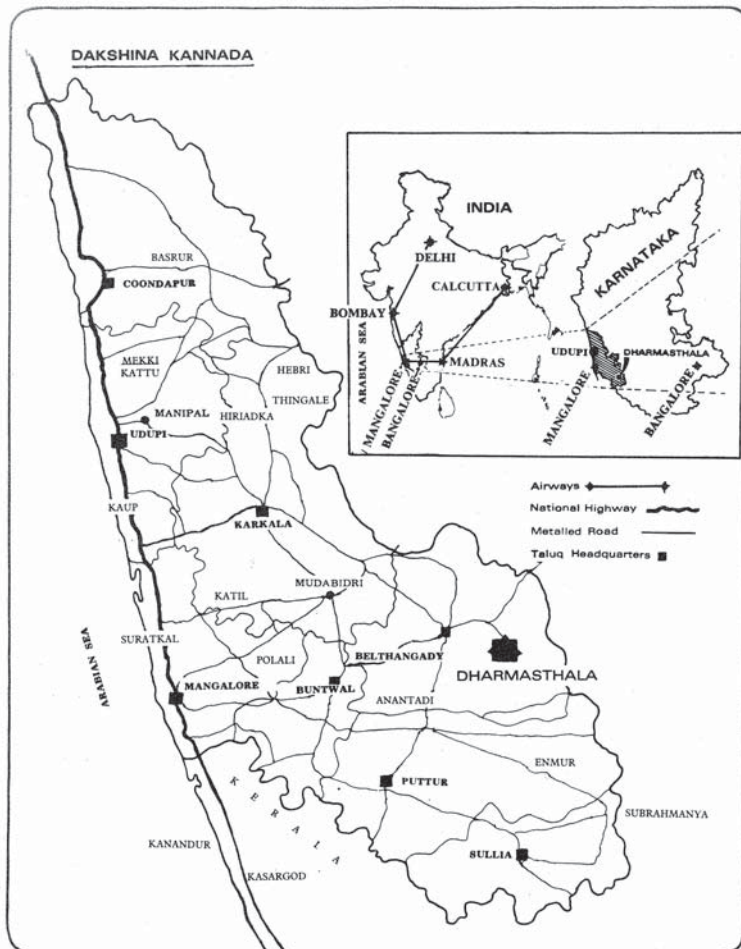 DAKSHINA KANNADA
INDIA
DELHI
CALCUTTA
BOMBAY
ARABIAN SEA
MANGALORE
BANGALORE
MADRAS
KARNATAKA
UDUPI
DHARMASTHALA
MANGALORE
BANGALORE
Airways
National Highway
Metalled Road
Taluq Headquarters
BASRUR
COONDAPUR
MEKKI
KATTU
HEBRI
THINGALE
MANIPAL
HIRIADKA
UDUPI
KAUP
KARKALA
MUDABIDRI
KATIL
SURATKAL
ARABIAN SEA
POLALI
BELTHANGADY
DHARMASTHALA
MANGALORE
BUNTWAL
ANANTADI
ENMUR
PUTTUR
SUBRAHMANYA
KERALA
KANANDUR
SULLIA
KASARGOD